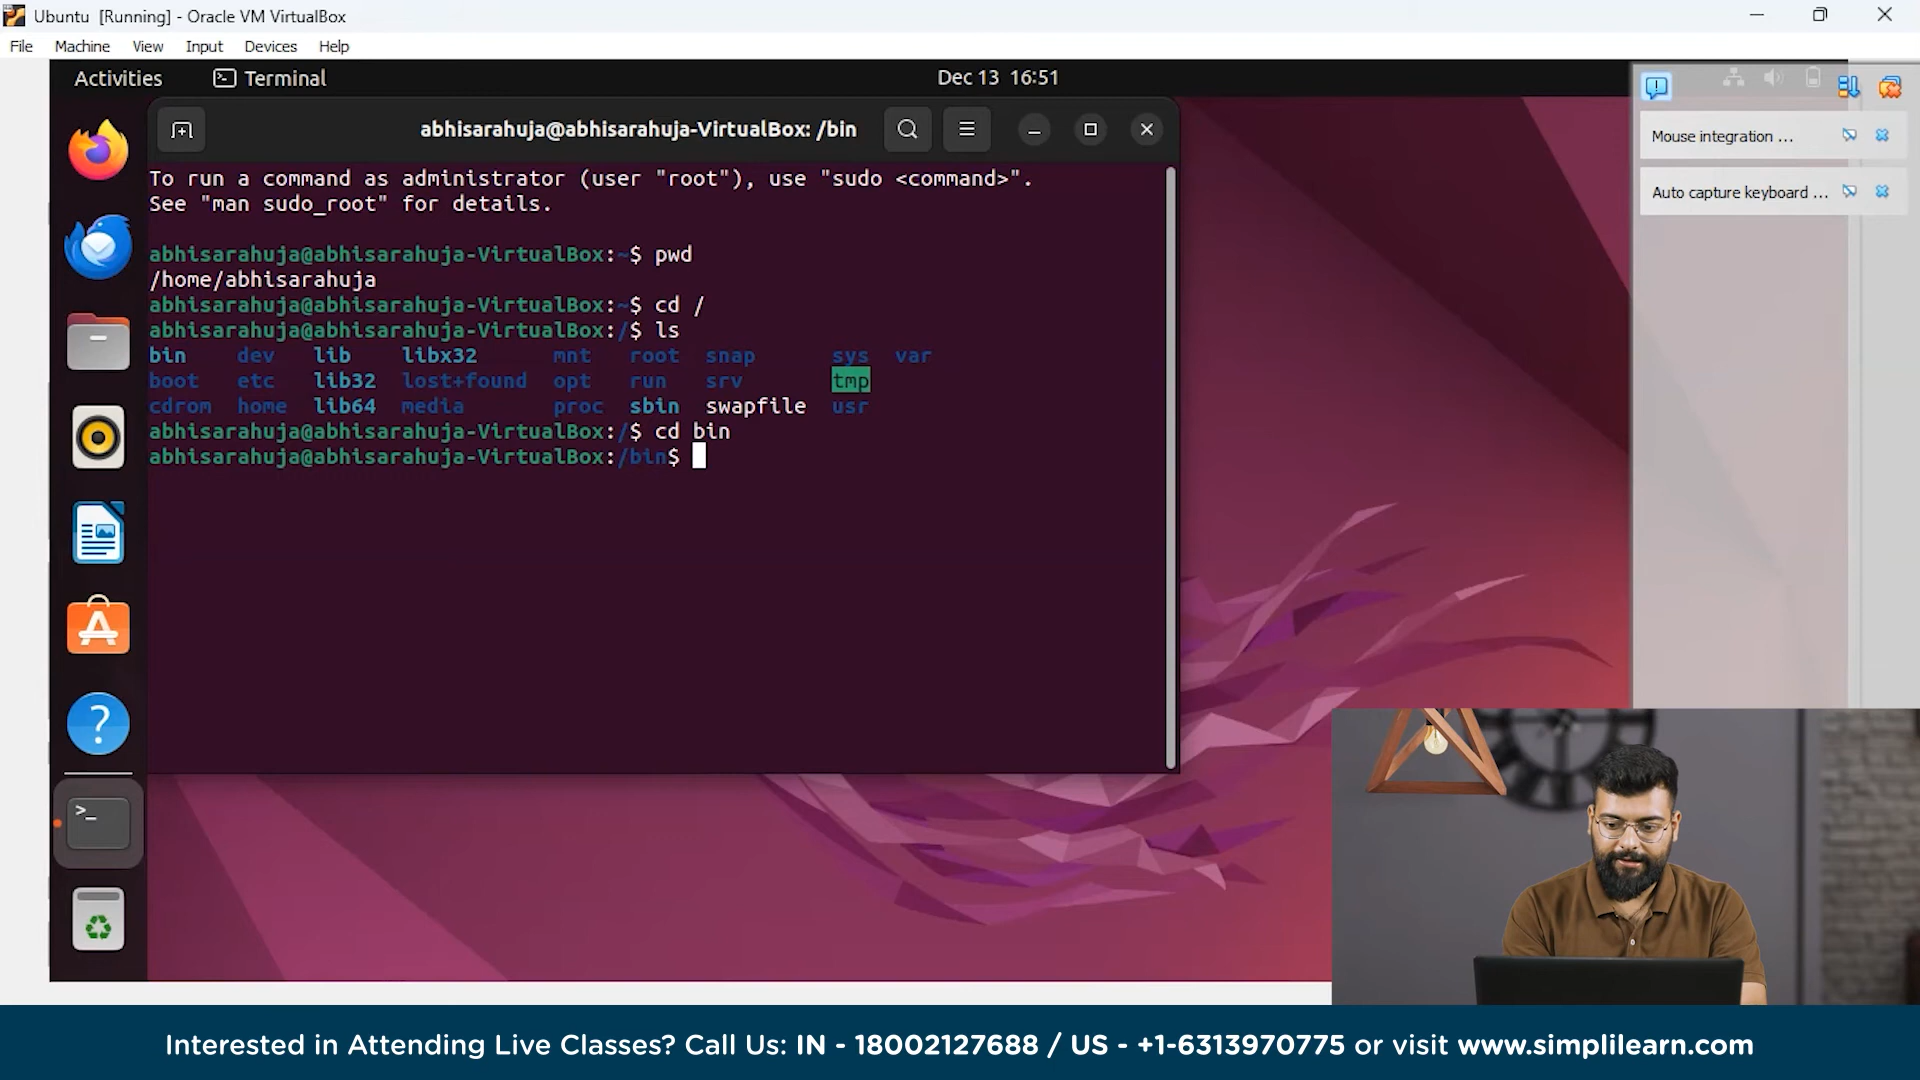 Ubuntu [Running] - Oracle VM VirtualBox
File Machine View Input Devices Help
Activities Terminal Dec 13 16:51
abhisarahuja@abhisarahuja-VirtualBox: /bin
Mouse integration ...
Auto capture keyboard ...
To run a command as administrator (user "root"), use "sudo <command>".
See "man sudo_root" for details.
abhisarahuja@abhisarahuja-VirtualBox:~$ pwd
/home/abhisarahuja
abhisarahuja@abhisarahuja-VirtualBox:~$ cd /
abhisarahuja@abhisarahuja-VirtualBox:/$ ls
bin dev lib libx32 mnt root snap sys var
boot etc lib32 lost+found opt run srv tmp
cdrom home lib64 media proc sbin swapfile usr
abhisarahuja@abhisarahuja-VirtualBox:/$ cd bin
abhisarahuja@abhisarahuja-VirtualBox:/bin$
Interested in Attending Live Classes? Call Us: IN - 18002127688 / US - +1-6313970775 or visit www.simplilearn.com